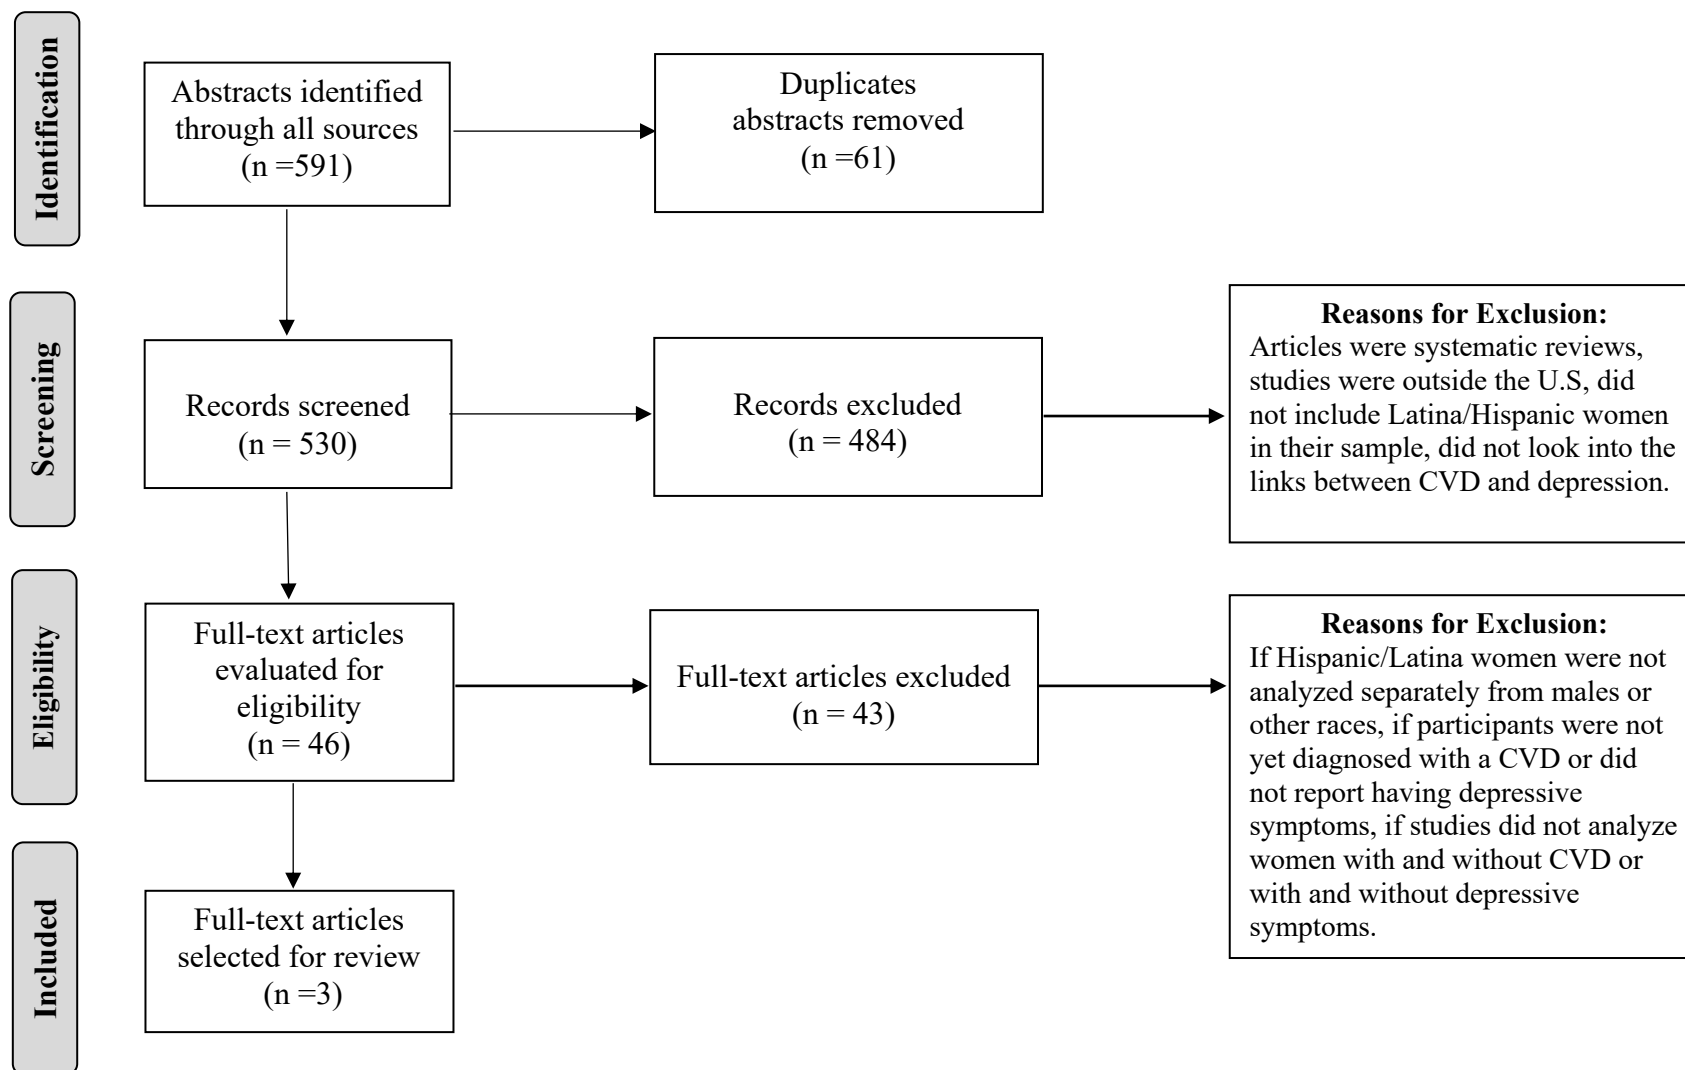 Identification
Abstracts identified
through all sources
(n =591)
Duplicates
abstracts removed
(n =61)
Screening
Records screened
(n = 530)
Records excluded
(n = 484)
Reasons for Exclusion:
Articles were systematic reviews,
studies were outside the U.S, did
not include Latina/Hispanic women
in their sample, did not look into the
links between CVD and depression.
Eligibility
Full-text articles
evaluated for
eligibility
(n = 46)
Full-text articles excluded
(n = 43)
Reasons for Exclusion:
If Hispanic/Latina women were not
analyzed separately from males or
other races, if participants were not
yet diagnosed with a CVD or did
not report having depressive
symptoms, if studies did not analyze
women with and without CVD or
with and without depressive
symptoms.
Included
Full-text articles
selected for review
(n =3)